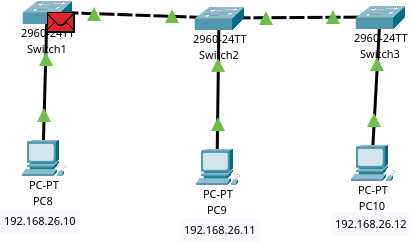 2960-24TT
Switch1
2960-24TT
Switch2
2960-24TT
Switch3
PC-PT
PC8
192.168.26.10
PC-PT
PC9
192.168.26.11
PC-PT
PC10
192.168.26.12